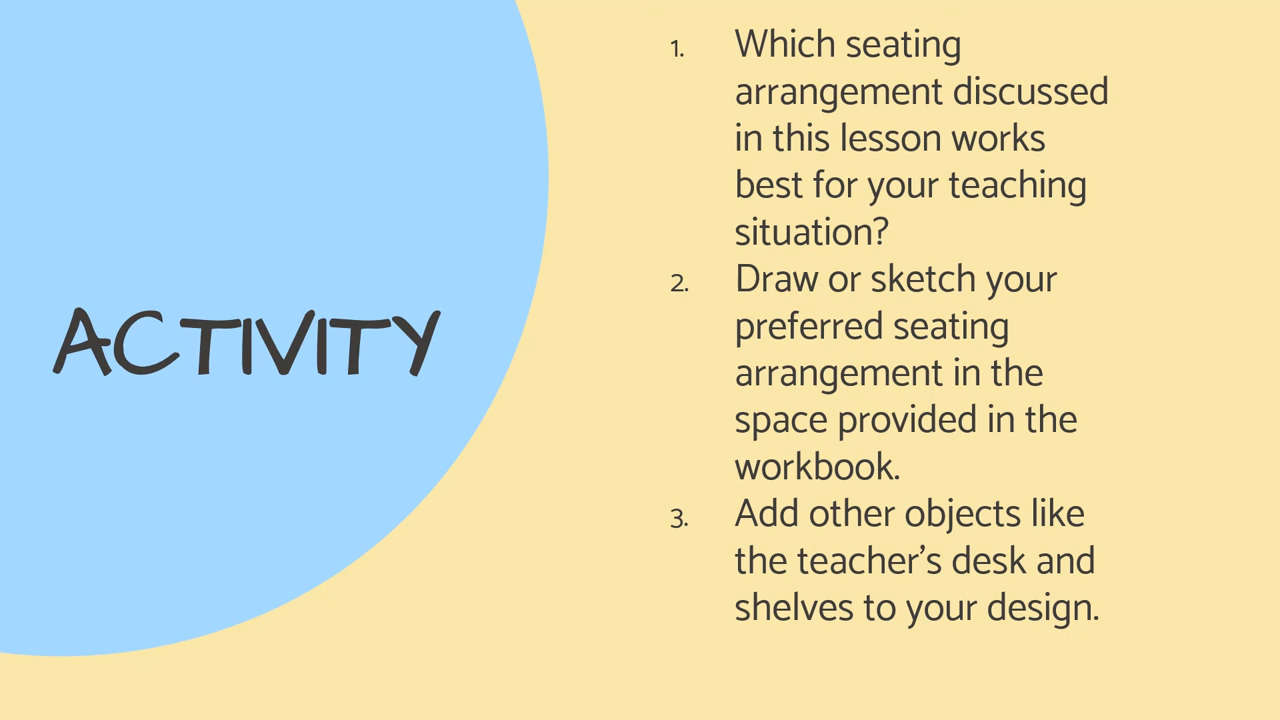 ACTIVITY
1. Which seating
arrangement discussed
in this lesson works
best for your teaching
situation?
2. Draw or sketch your
preferred seating
arrangement in the
space provided in the
workbook.
3. Add other objects like
the teacher’s desk and
shelves to your design.